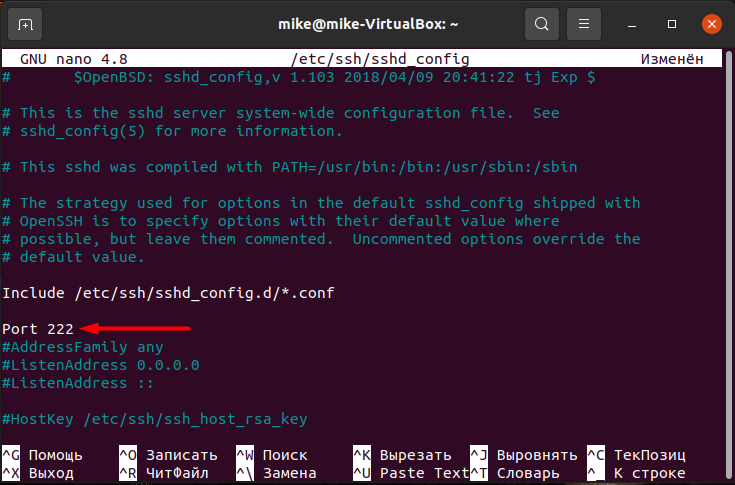 mike@mike-VirtualBox: ~
GNU nano 4.8 /etc/ssh/sshd_config Изменён
# $OpenBSD: sshd_config,v 1.103 2018/04/09 20:41:22 tj Exp $
# This is the sshd server system-wide configuration file.  See
# sshd_config(5) for more information.
# This sshd was compiled with PATH=/usr/bin:/bin:/usr/sbin:/sbin
# The strategy used for options in the default sshd_config shipped with
# OpenSSH is to specify options with their default value where
# possible, but leave them commented.  Uncommented options override the
# default value.
Include /etc/ssh/sshd_config.d/*.conf
Port 222
#AddressFamily any
#ListenAddress 0.0.0.0
#ListenAddress ::
#HostKey /etc/ssh/ssh_host_rsa_key
^G Помощь ^O Записать ^W Поиск ^K Вырезать ^J Выровнять ^C ТекПозиц
^X Выход ^R ЧитФайл ^\ Замена ^U Paste Text ^T Словарь ^_ К строке